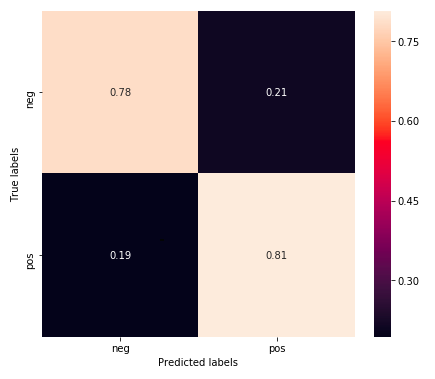 neg
0.78
0.21
pos
0.19
0.81
neg
pos
True labels
Predicted labels
0.75
0.60
0.45
0.30